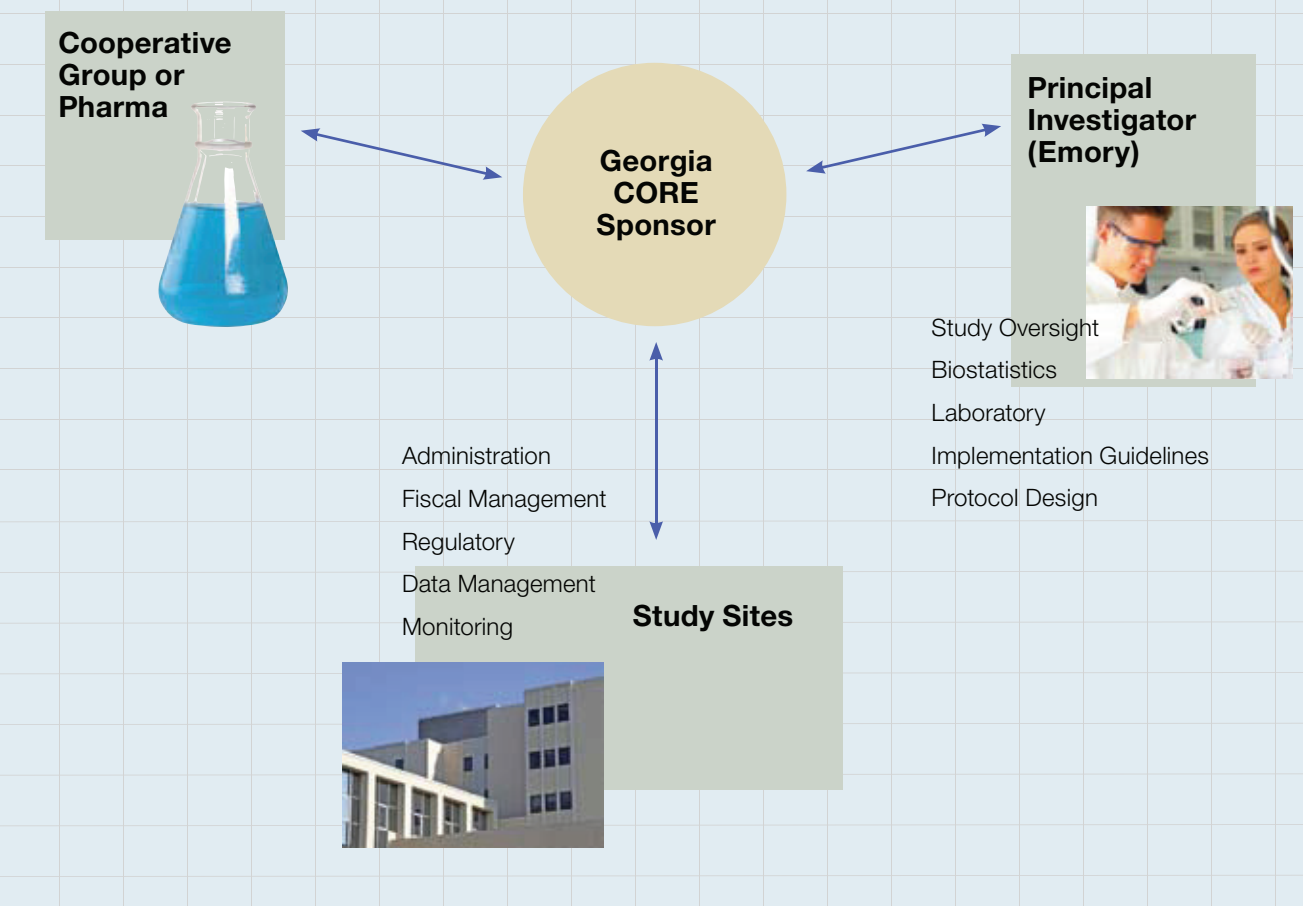 Cooperative
Group or
Pharma
Georgia
CORE
Sponsor
Principal
Investigator
(Emory)
Study Oversight
Biostatistics
Laboratory
Implementation Guidelines
Protocol Design
Administration
Fiscal Management
Regulatory
Data Management
Monitoring
Study Sites